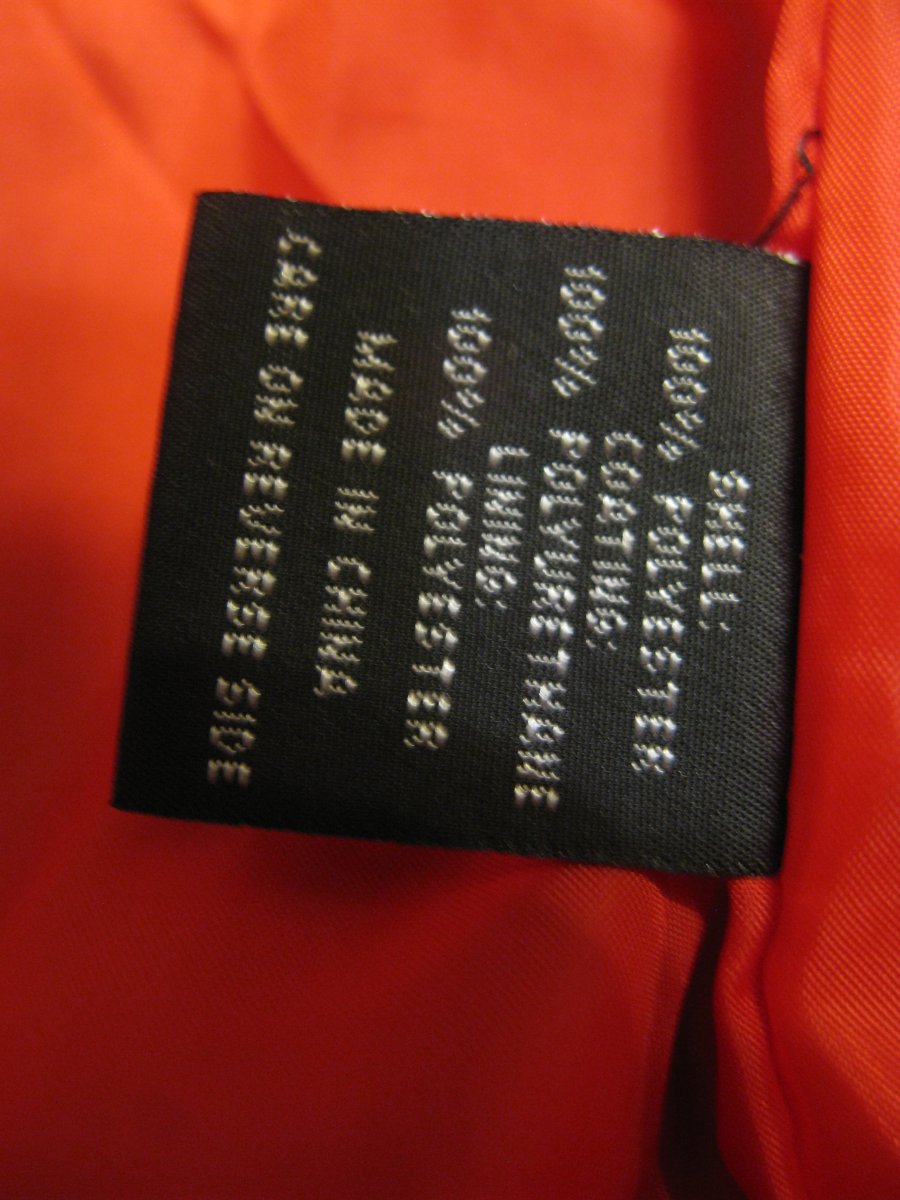 SHELL:
100% POLYESTER
COATING:
100% POLYURETHANE
LINING:
100% POLYESTER
MADE IN CHINA
CARE ON REVERSE SIDE